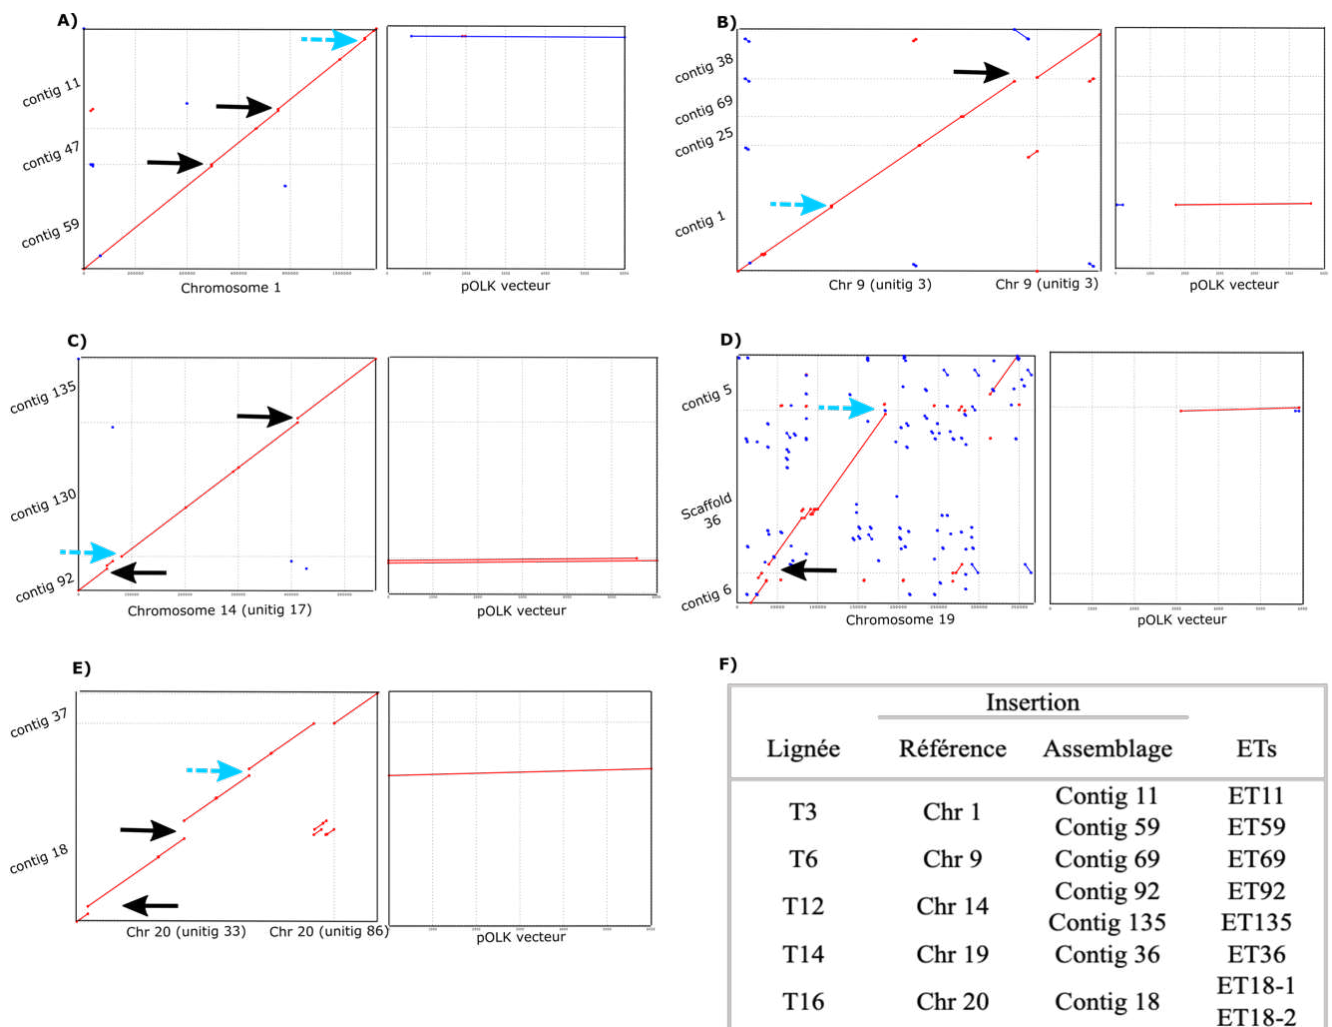 A)
contig 11
contig 47
contig 59
Chromosome 1
pOLK vecteur
B)
contig 38
contig 69
contig 25
contig 1
Chr 9 (unitig 3)
Chr 9 (unitig 3)
pOLK vecteur
C)
contig 135
contig 130
contig 92
Chromosome 14 (unitig 17)
pOLK vecteur
D)
contig 5
Scaffold
36
contig 6
Chromosome 19
pOLK vecteur
E)
contig 37
contig 18
Chr 20 (unitig 33)
Chr 20 (unitig 86)
pOLK vecteur
F)
Insertion
Lignée Référence Assemblage ETs
T3 Chr 1 Contig 11 ET11
Contig 59 ET59
T6 Chr 9 Contig 69 ET69
T12 Chr 14 Contig 92 ET92
Contig 135 ET135
T14 Chr 19 Contig 36 ET36
T16 Chr 20 Contig 18 ET18-1
ET18-2